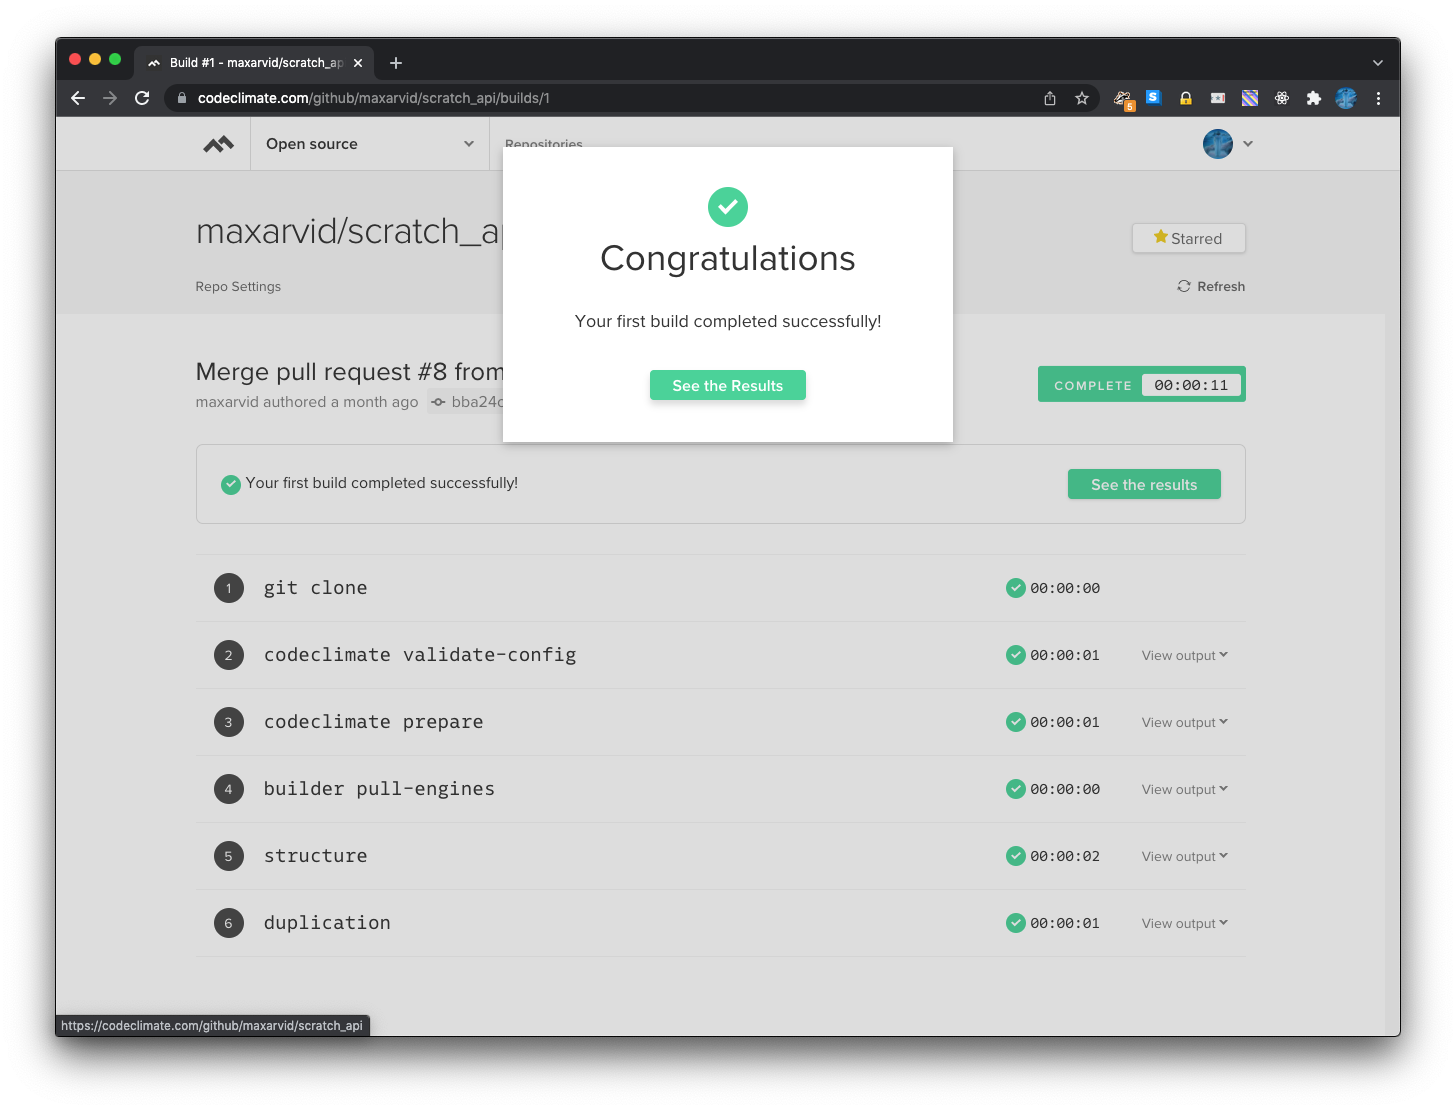 Build #1 - maxarvid/scratch_ap
codeclimate.com/github/maxarvid/scratch_api/builds/1
5
S
Open source
Repositories
Congratulations
Your first build completed successfully!
See the Results
maxarvid/scratch_ap
Starred
Repo Settings
Refresh
Merge pull request #8 from
maxarvid authored a month ago bba24c
COMPLETE 00:00:11
Your first build completed successfully!
See the results
1 git clone 00:00:00
2 codeclimate validate-config 00:00:01 View output
3 codeclimate prepare 00:00:01 View output
4 builder pull-engines 00:00:00 View output
5 structure 00:00:02 View output
6 duplication 00:00:01 View output
https://codeclimate.com/github/maxarvid/scratch_api